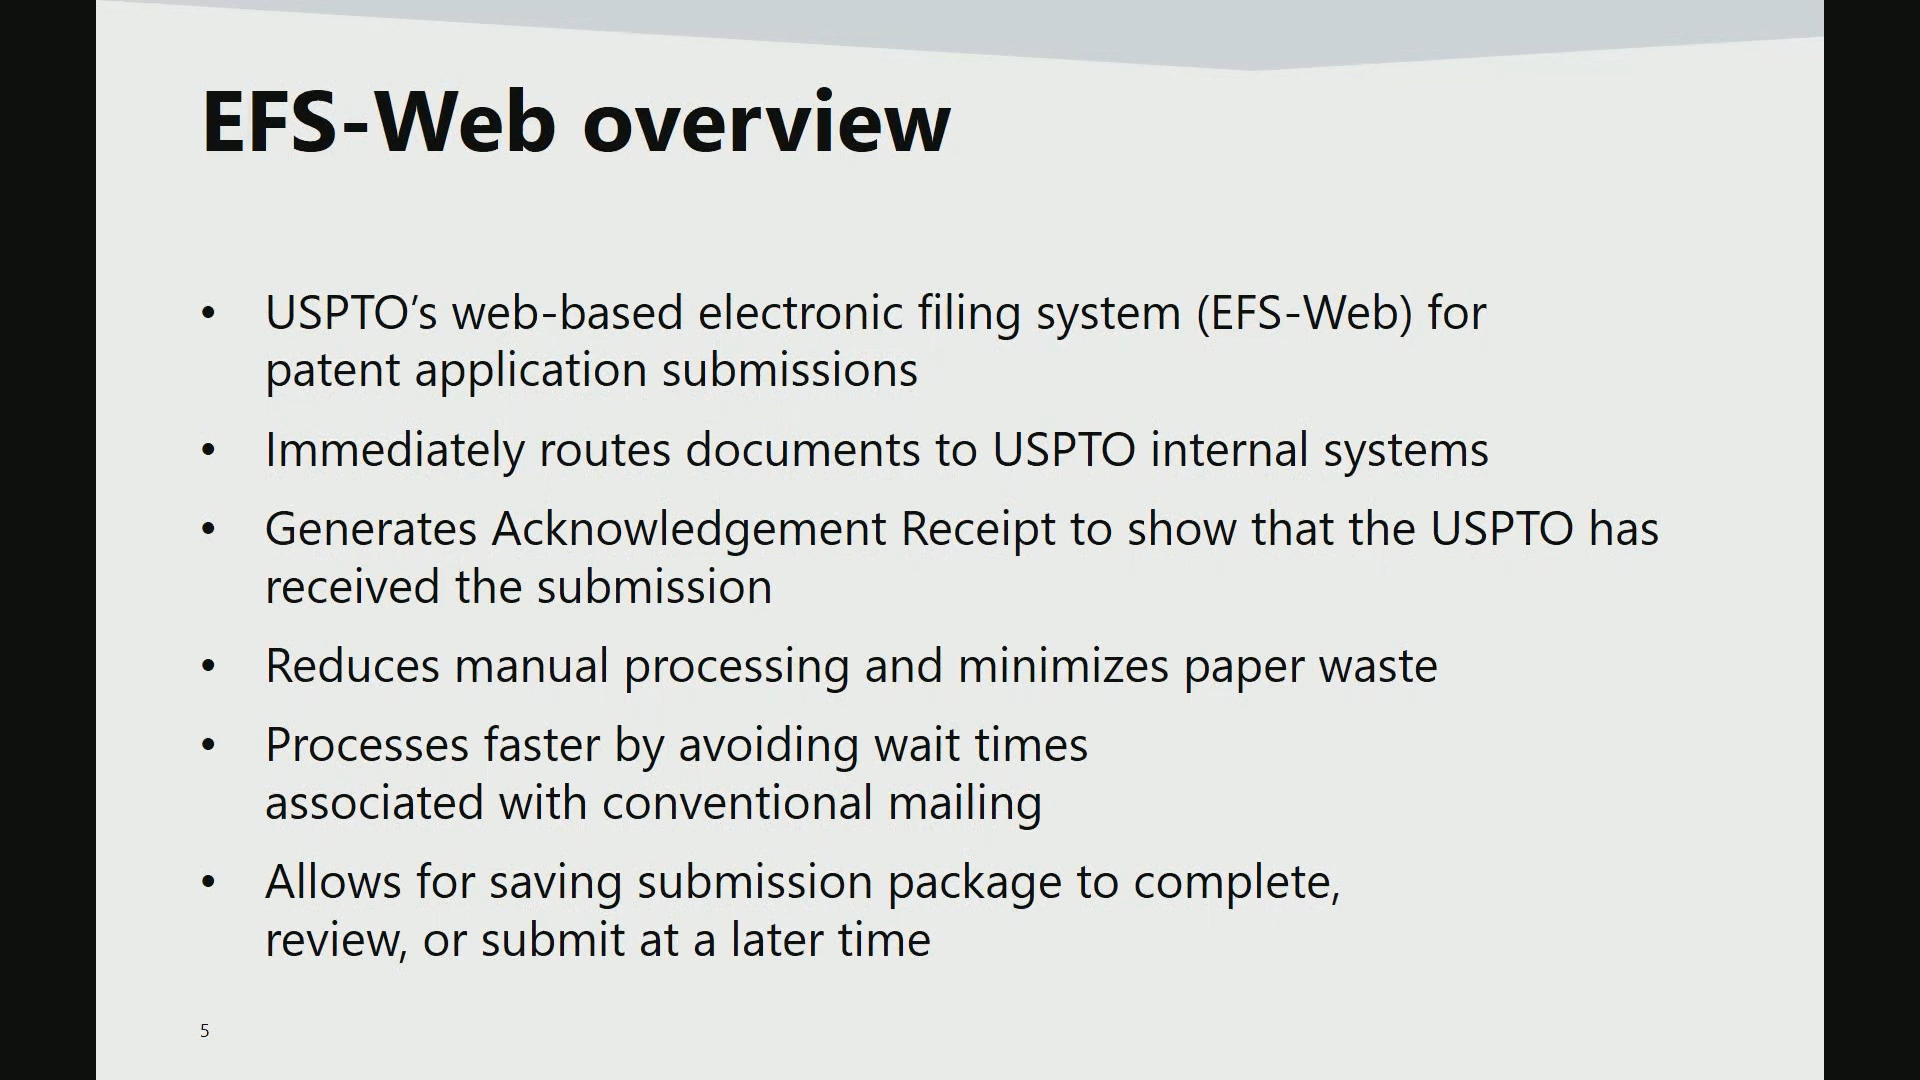 EFS-Web overview
• USPTO’s web-based electronic filing system (EFS-Web) for
patent application submissions
• Immediately routes documents to USPTO internal systems
• Generates Acknowledgement Receipt to show that the USPTO has
received the submission
• Reduces manual processing and minimizes paper waste
• Processes faster by avoiding wait times
associated with conventional mailing
• Allows for saving submission package to complete,
review, or submit at a later time
5